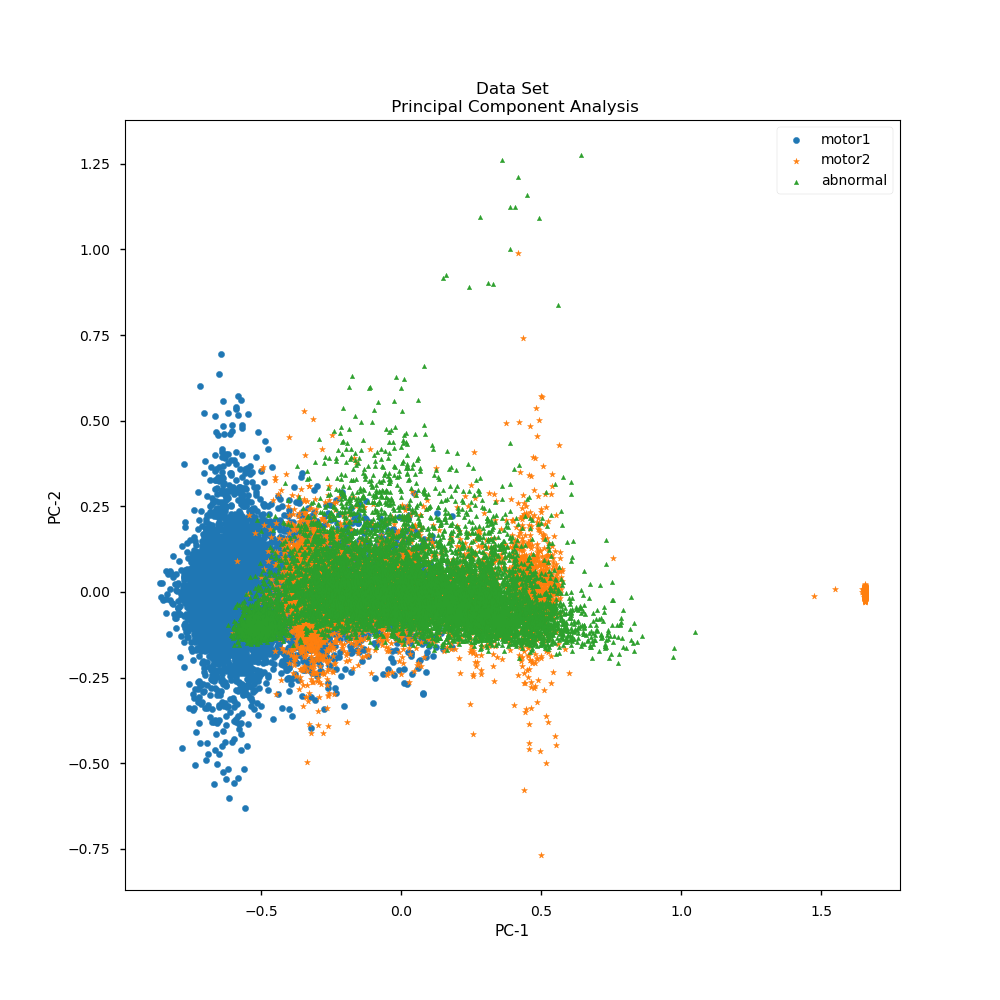 Data Set
Principal Component Analysis
motor1
motor2
abnormal
1.25
1.00
0.75
0.50
0.25
0.00
−0.25
−0.50
−0.75
PC-2
−0.5
0.0
0.5
1.0
1.5
PC-1